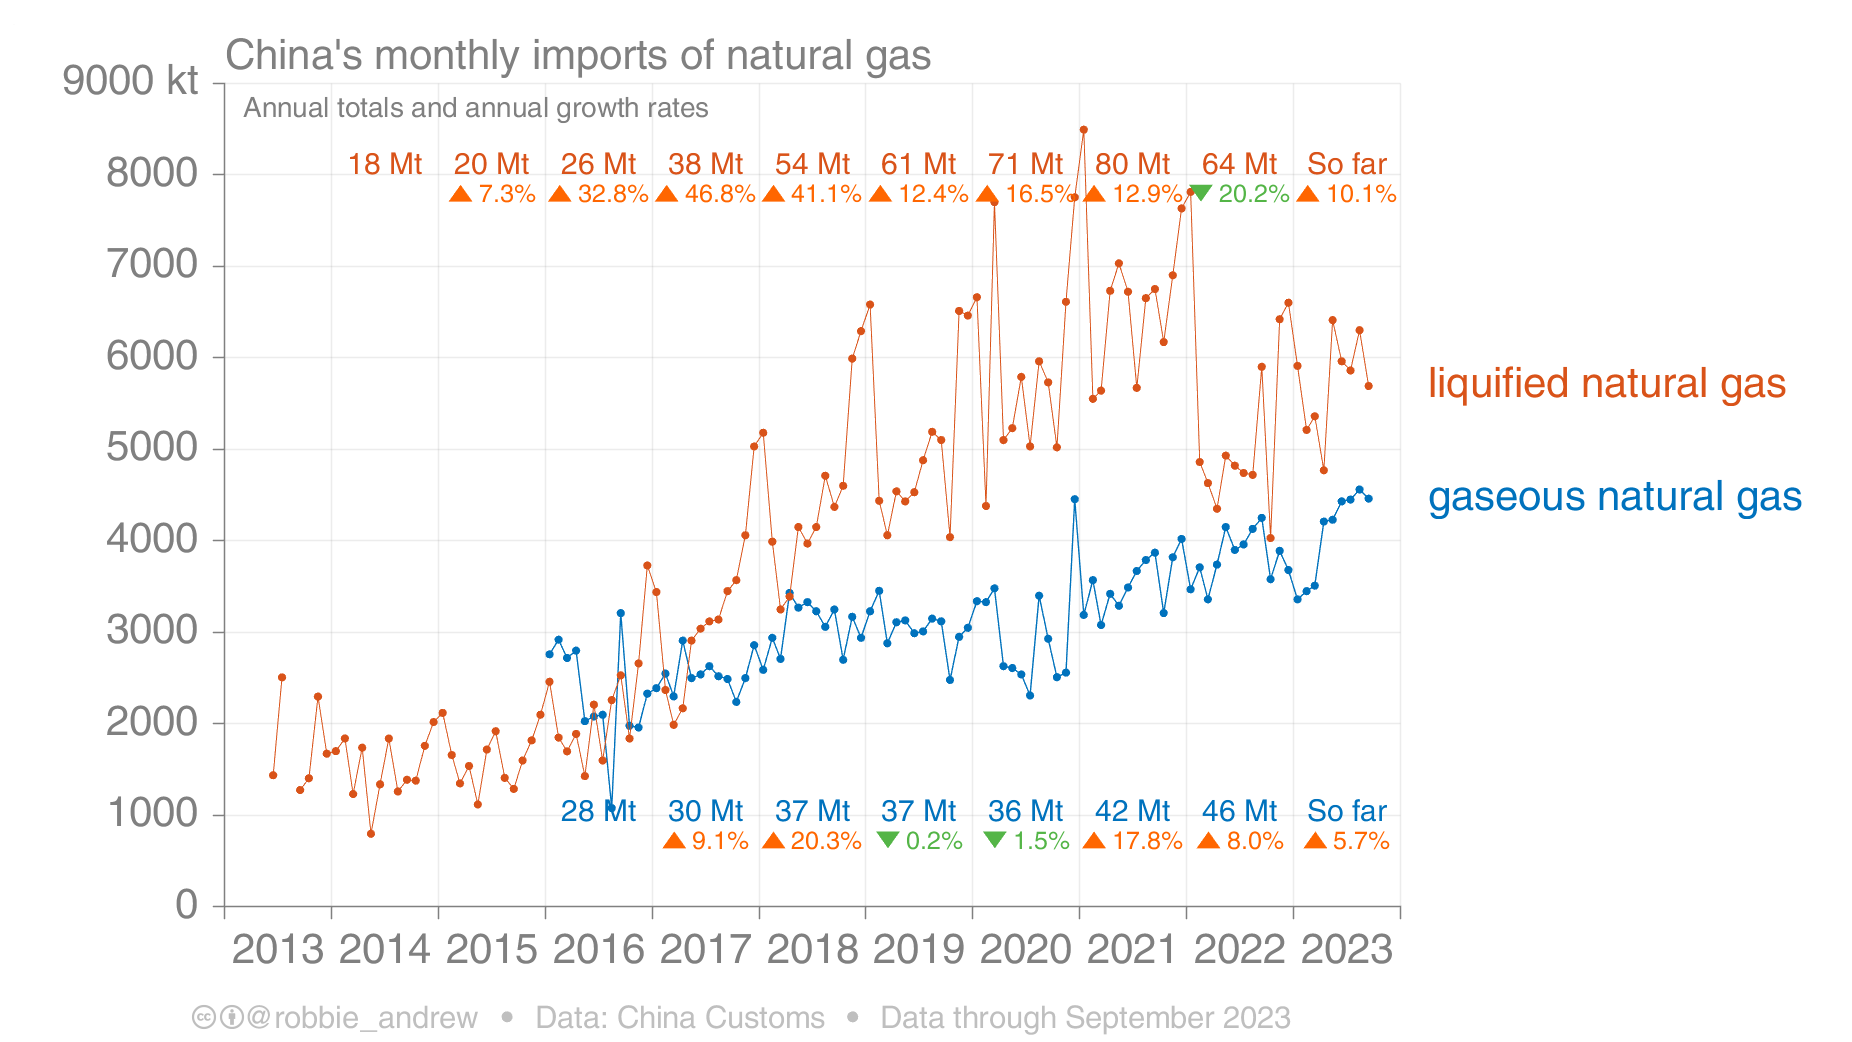 China's monthly imports of natural gas
9000 kt
Annual totals and annual growth rates
18 Mt 20 Mt 26 Mt 38 Mt 54 Mt 61 Mt 71 Mt 80 Mt 64 Mt So far
8000
▲ 7.3% ▲ 32.8% ▲ 46.8% ▲ 41.1% ▲ 12.4% ▲ 16.5% ▲ 12.9% ▼ 20.2% ▲ 10.1%
7000
6000
liquified natural gas
5000
gaseous natural gas
4000
3000
2000
28 Mt 30 Mt 37 Mt 37 Mt 36 Mt 42 Mt 46 Mt So far
1000
▲ 9.1% ▲ 20.3% ▼ 0.2% ▼ 1.5% ▲ 17.8% ▲ 8.0% ▲ 5.7%
0
2013 2014 2015 2016 2017 2018 2019 2020 2021 2022 2023
cc @robbie_andrew • Data: China Customs • Data through September 2023